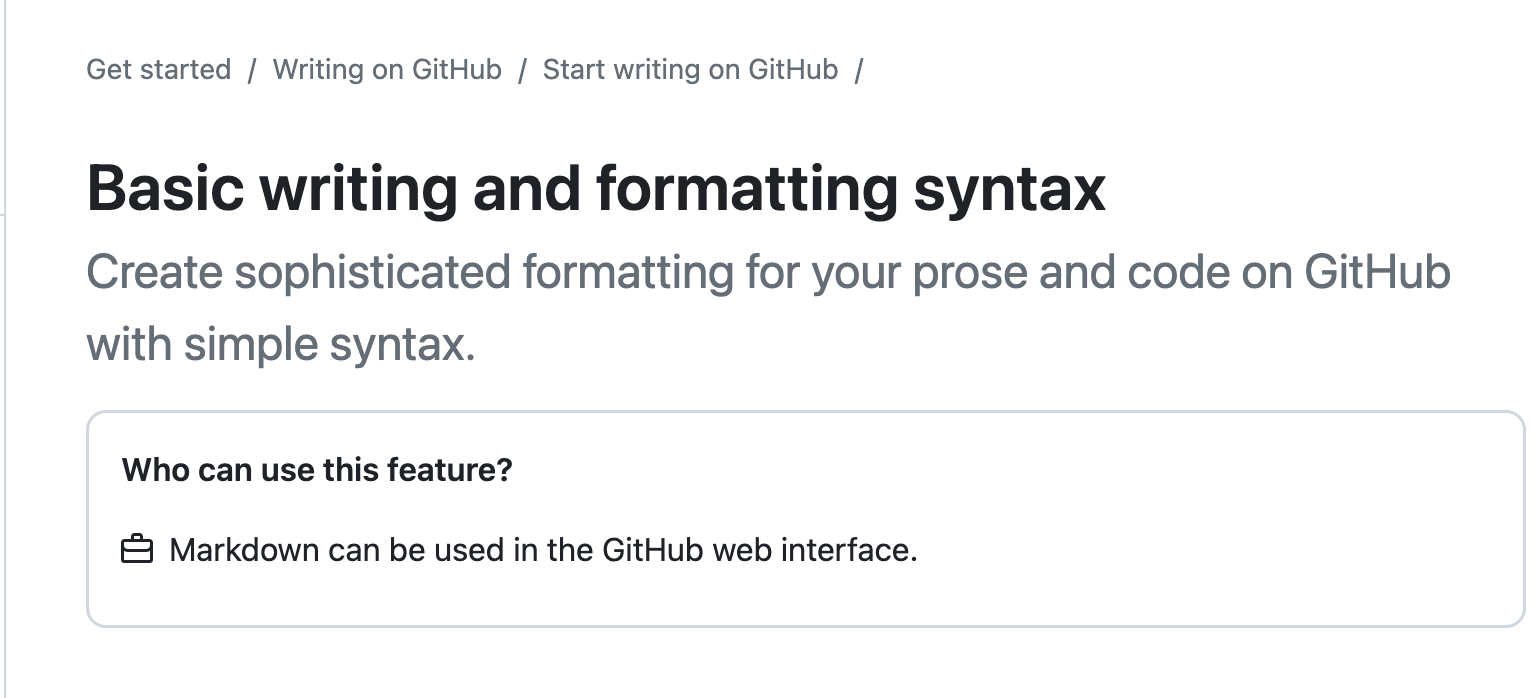 Get started / Writing on GitHub / Start writing on GitHub /
Basic writing and formatting syntax
Create sophisticated formatting for your prose and code on GitHub
with simple syntax.
Who can use this feature?
Markdown can be used in the GitHub web interface.